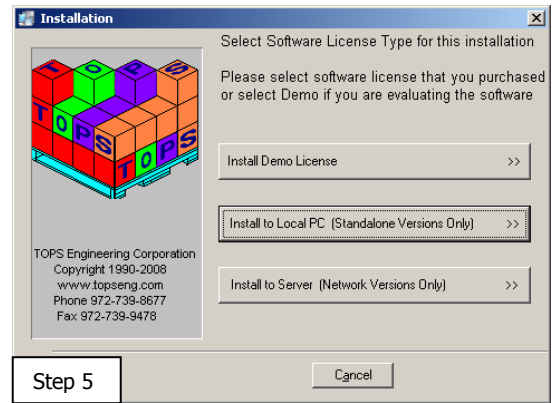 Installation
Select Software License Type for this installation
Please select software license that you purchased
or select Demo if you are evaluating the software
T O P S
T O P S
T O P S
Install Demo License >>
Install to Local PC (Standalone Versions Only) >>
Install to Server (Network Versions Only) >>
TOPS Engineering Corporation
Copyright 1990-2008
www.topseng.com
Phone 972-739-8677
Fax 972-739-9478
Step 5
Cancel